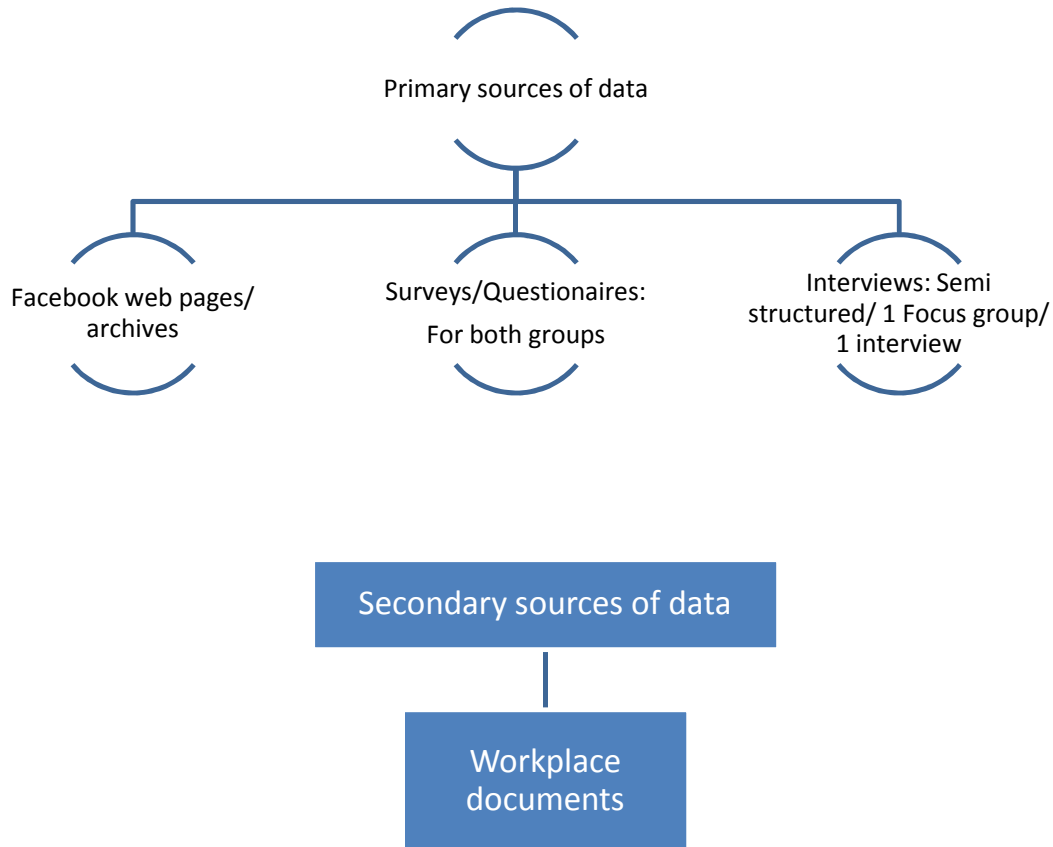 Primary sources of data
Facebook web pages/
archives
Surveys/Questionaires:
For both groups
Interviews: Semi
structured/ 1 Focus group/
1 interview
Secondary sources of data
Workplace
documents